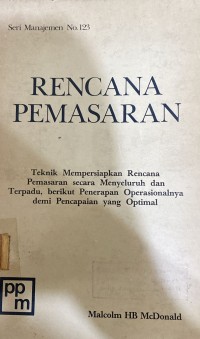 Seri Manajemen No.123
RENCANA
PEMASARAN
Teknik Mempersiapkan Rencana
Pemasaran secara Menyeluruh dan
Terpadu, berikut Penerapan Operasionalnya
demi Pencapaian yang Optimal
ppm
Malcolm HB McDonald